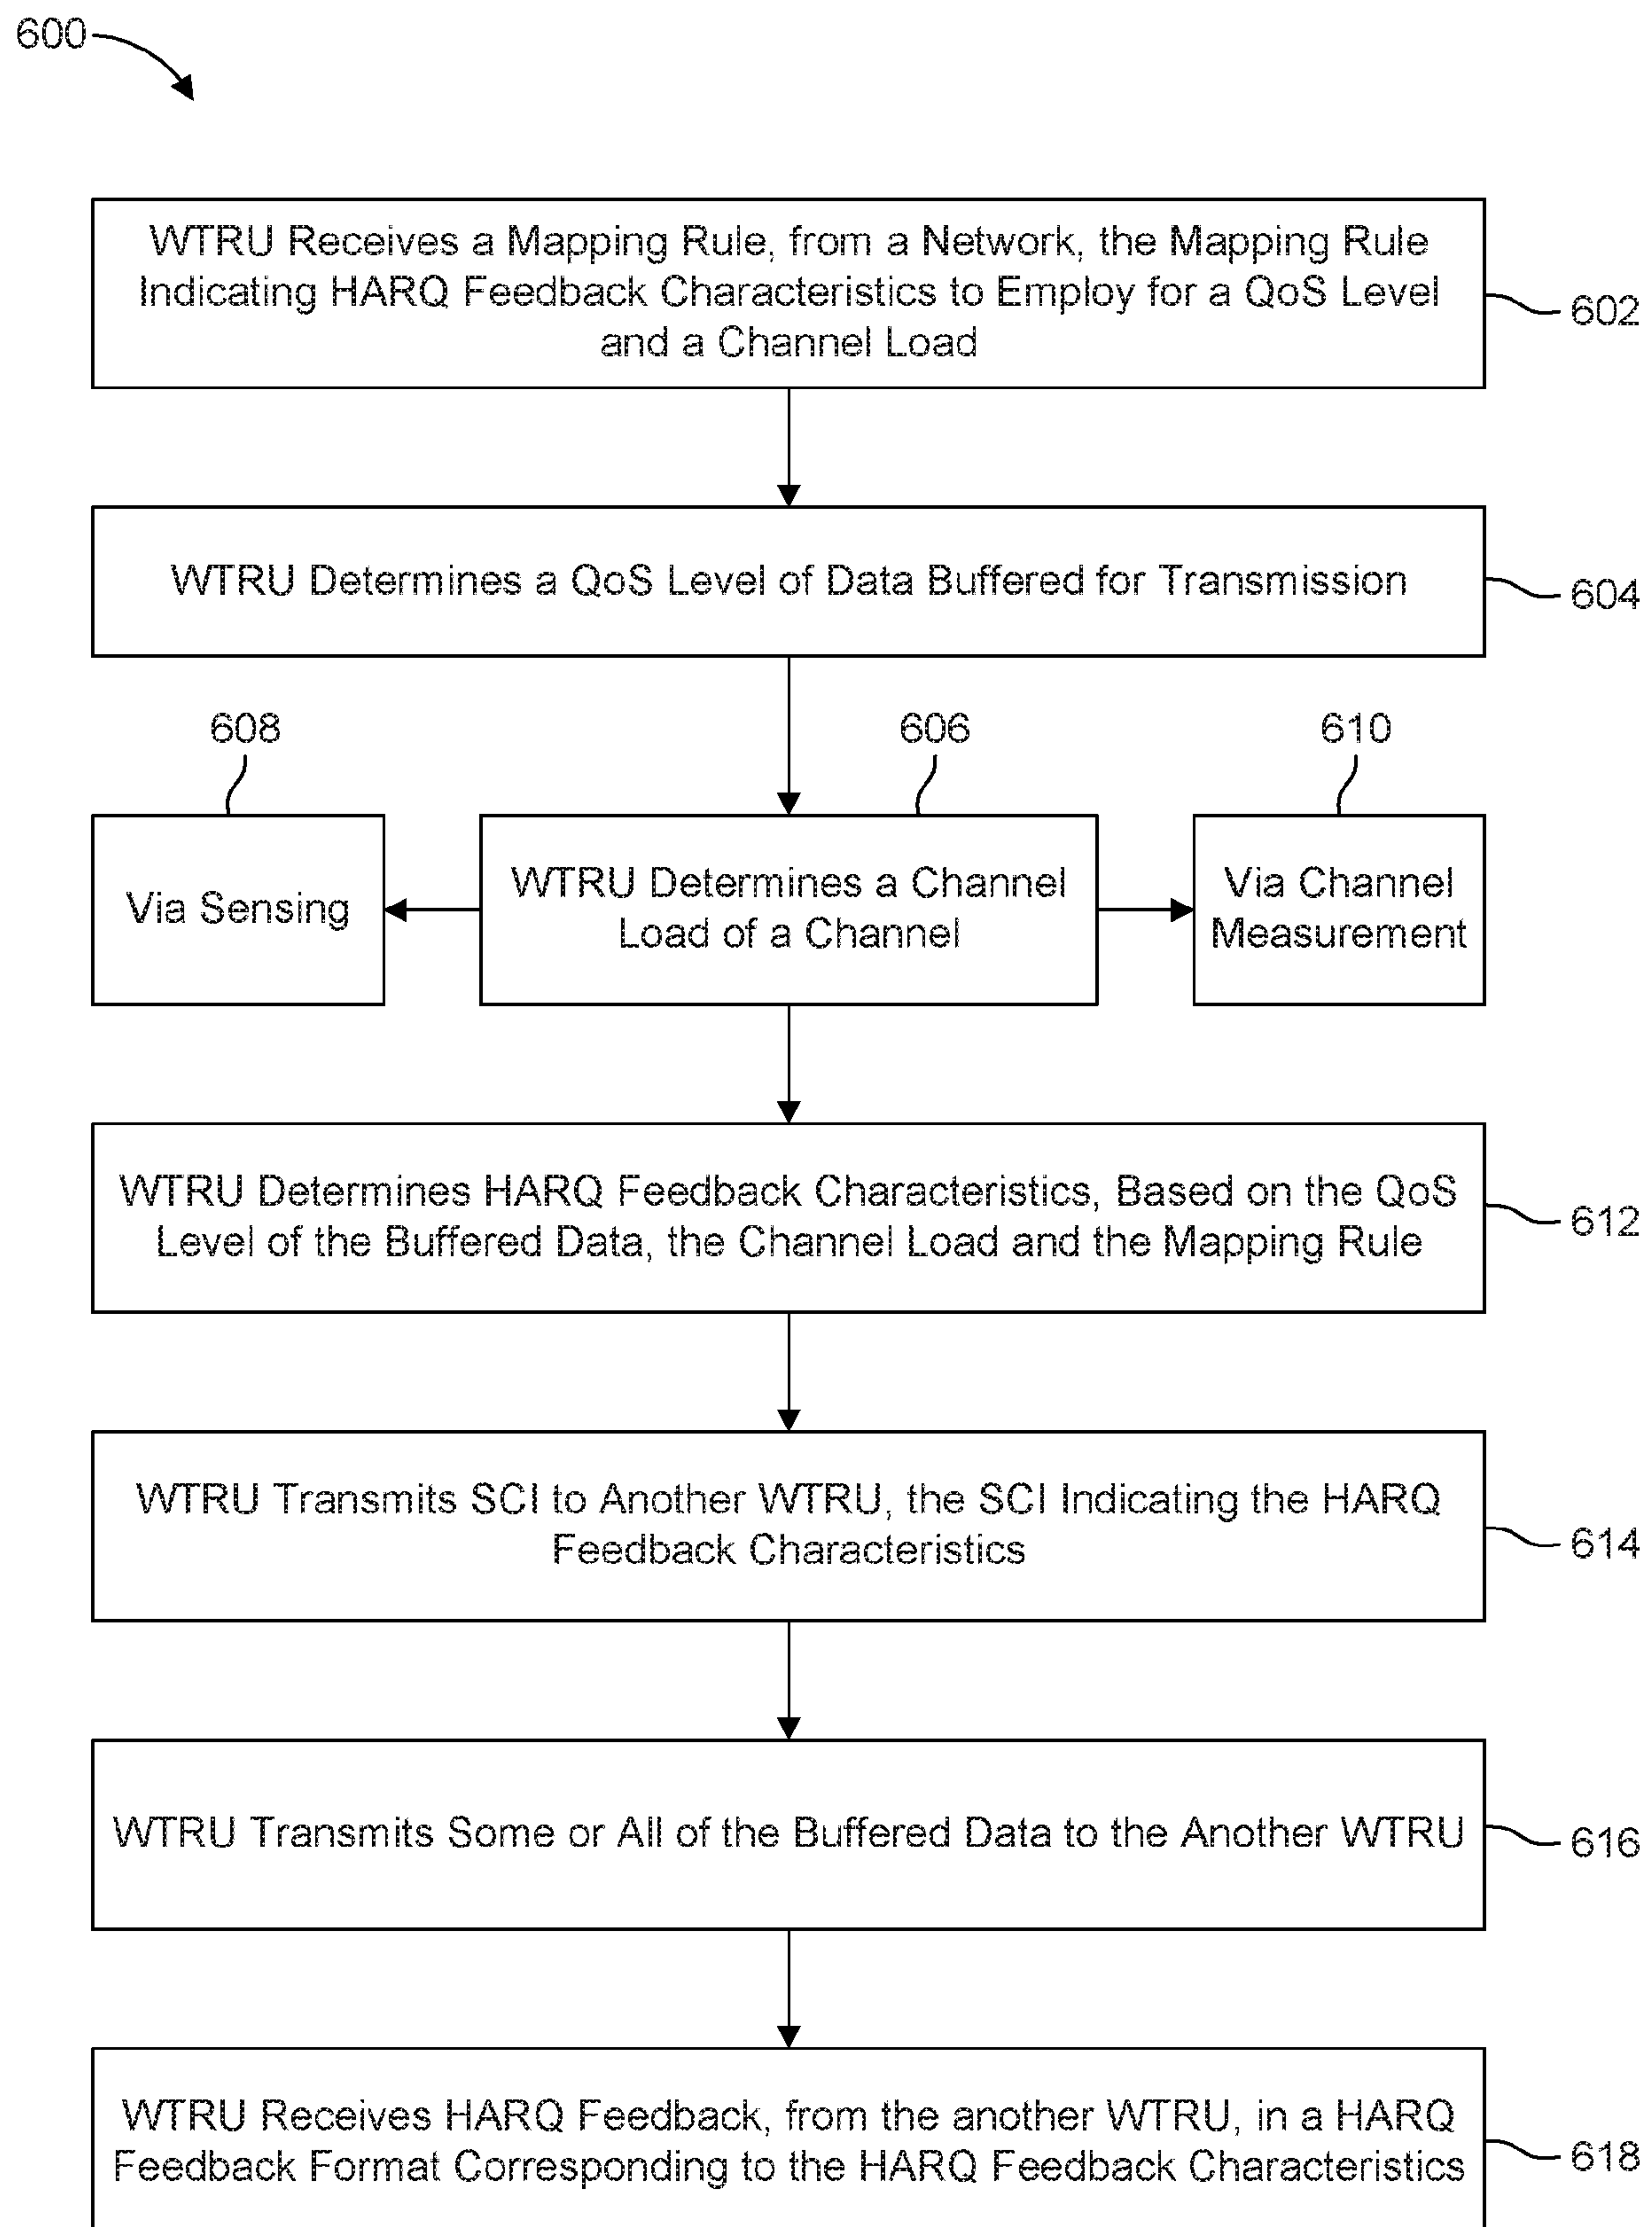 600
WTRU Receives a Mapping Rule, from a Network, the Mapping Rule
Indicating HARQ Feedback Characteristics to Employ for a QoS Level
and a Channel Load
602
WTRU Determines a QoS Level of Data Buffered for Transmission
604
608
606
610
Via Sensing
WTRU Determines a Channel
Load of a Channel
Via Channel
Measurement
WTRU Determines HARQ Feedback Characteristics, Based on the QoS
Level of the Buffered Data, the Channel Load and the Mapping Rule
612
WTRU Transmits SCI to Another WTRU, the SCI Indicating the HARQ
Feedback Characteristics
614
WTRU Transmits Some or All of the Buffered Data to the Another WTRU
616
WTRU Receives HARQ Feedback, from the another WTRU, in a HARQ
Feedback Format Corresponding to the HARQ Feedback Characteristics
618